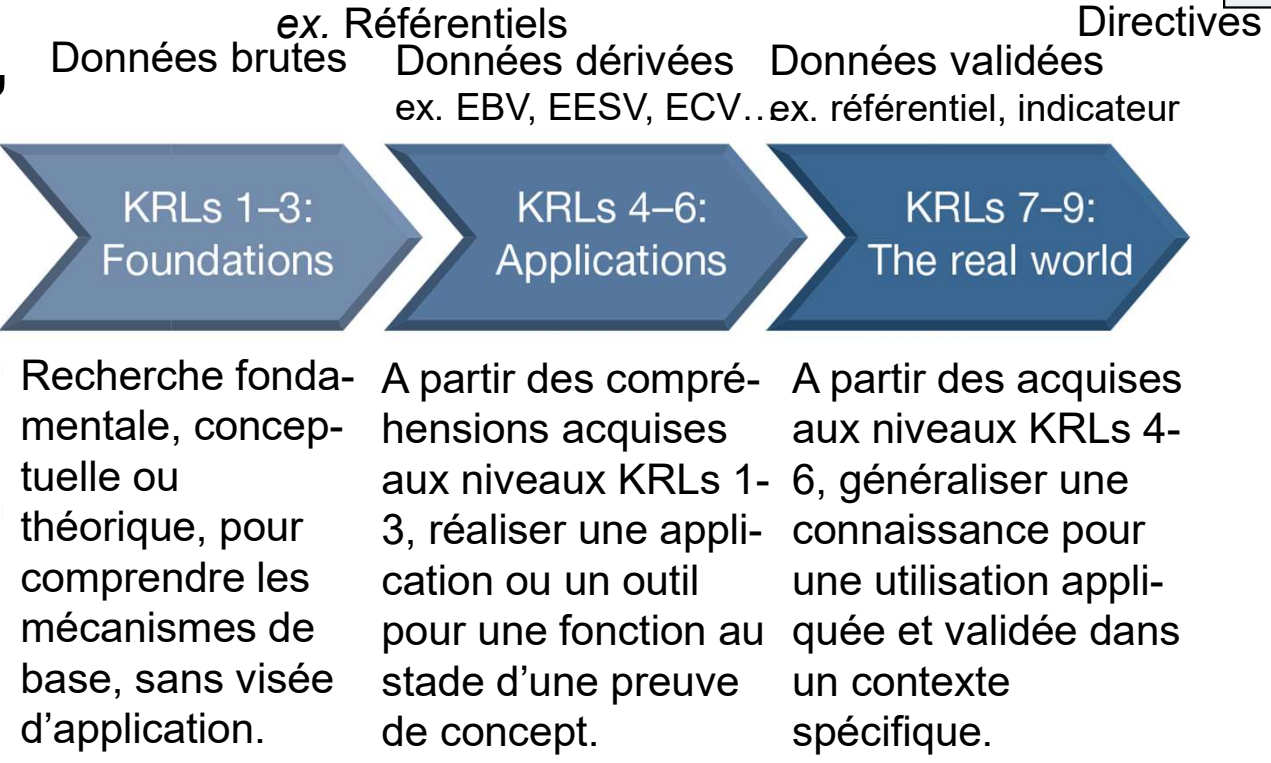 ex. Référentiels
Directives
Données brutes
Données dérivées
ex. EBV, EESV, ECV…
Données validées
ex. référentiel, indicateur
KRLs 1–3:
Foundations
KRLs 4–6:
Applications
KRLs 7–9:
The real world
Recherche fonda-
mentale, concep-
tuelle ou
théorique, pour
comprendre les
mécanismes de
base, sans visée
d’application.
A partir des compré-
hensions acquises
aux niveaux KRLs 1-
3, réaliser une appli-
cation ou un outil
pour une fonction au
stade d’une preuve
de concept.
A partir des acquises
aux niveaux KRLs 4-
6, généraliser une
connaissance pour
une utilisation appli-
quée et validée dans
un contexte
spécifique.